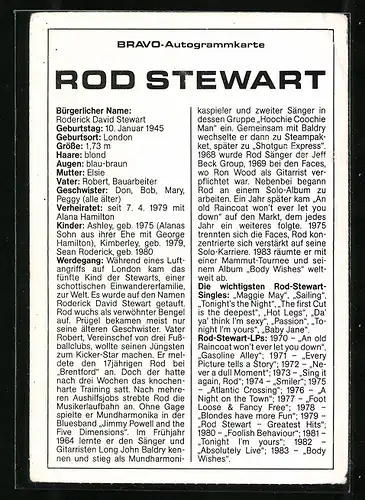 BRAVO-Autogrammkarte
ROD STEWART
Bürgerlicher Name:
Roderick David Stewart
Geburtstag: 10. Januar 1945
Geburtsort: London
Größe: 1,73 m
Haare: blond
Augen: blau-braun
Mutter: Elsie
Vater: Robert, Bauarbeiter
Geschwister: Don, Bob, Mary,
Peggy (alle älter)
Verheiratet: seit 7. 4. 1979 mit
Alana Hamilton
Kinder: Ashley, geb. 1975 (Alanas
Sohn aus ihrer Ehe mit George
Hamilton), Kimberley, geb. 1979,
Sean Roderick, geb. 1980
Werdegang: Während eines Luft-
angriffs auf London kam das
fünfte Kind der Stewarts, einer
schottischen Einwandererfamilie,
zur Welt. Es wurde auf den Namen
Roderick David Stewart getauft.
Rod wuchs als verwöhnter Bengel
auf. Prügel bekamen meist nur
seine älteren Geschwister. Vater
Robert, Vereinschef von drei Fuß-
ballclubs, wollte seinen Jüngsten
zum Kicker-Star machen. Er mel-
dete den 17jährigen Rod bei
„Brentford" an. Doch der hatte
nach drei Wochen das knochen-
harte Training satt. Nach mehre-
ren Aushilfsjobs strebte Rod die
Musikerlaufbahn an. Ohne Gage
spielte er Mundharmonika in der
Bluesband „Jimmy Powell and the
Five Dimensions". Im Frühjahr
1964 lernte er den Sänger und
Gitarristen Long John Baldry ken-
nen und stieg als Mundharmoni-
kaspieler und zweiter Sänger in
dessen Gruppe „Hoochie Coochie
Man" ein. Gemeinsam mit Baldry
wechselte er dann zu Steampak-
ket, später zu „Shotgun Express".
1968 wurde Rod Sänger der Jeff
Beck Group, 1969 bei den Faces,
wo Ron Wood als Gitarrist ver-
pflichtet war. Nebenbei begann
Rod an einem Solo-Album zu
arbeiten. Ein Jahr später kam „An
old Raincoat won't ever let you
down" auf den Markt, dem jedes
Jahr ein weiteres folgte. 1975
trennten sich die Faces, Rod kon-
zentrierte sich verstärkt auf seine
Solo-Karriere. 1983 räumte er mit
einer Mammut-Tournee und sei-
nem Album „Body Wishes" welt-
weit ab.
Die wichtigsten Rod-Stewart-
Singles: „Maggie May", „Sailing",
„Tonight's the Night", „The first Cut
is the deepest", „Hot Legs", „Da'
ya' think I'm sexy", „Passion", „To-
night I'm yours", „Baby Jane".
Rod-Stewart-LPs: 1970 – „An old
Raincoat won't ever let you down",
„Gasoline Alley"; 1971 – „Every
Picture tells a Story"; 1972 – „Ne-
ver a dull Moment"; 1973 – „Sing it
again, Rod"; 1974 – „Smiler"; 1975
– „Atlantic Crossing"; 1976 – „A
Night on the Town"; 1977 – „Foot
Loose & Fancy Free"; 1978 –
„Blondes have more Fun"; 1979 –
„Rod Stewart – Greatest Hits";
1980 – „Foolish Behaviour"; 1981 –
„Tonight I'm yours"; 1982 –
„Absolutely Live"; 1983 – „Body
Wishes".